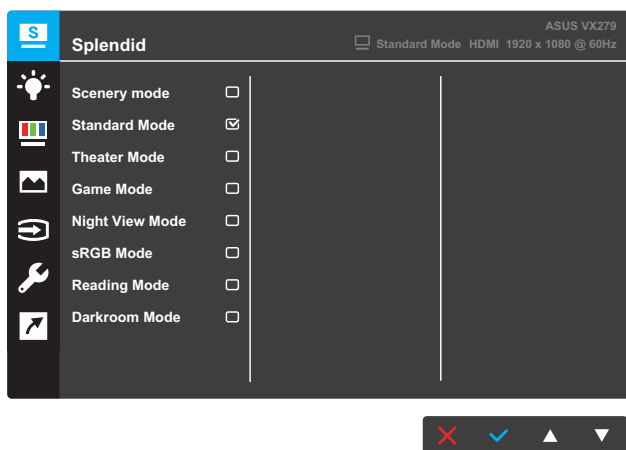 S
ASUS VX279
Splendid
Standard Mode HDMI 1920 x 1080 @ 60Hz
Scenery mode
Standard Mode
Theater Mode
Game Mode
Night View Mode
sRGB Mode
Reading Mode
Darkroom Mode